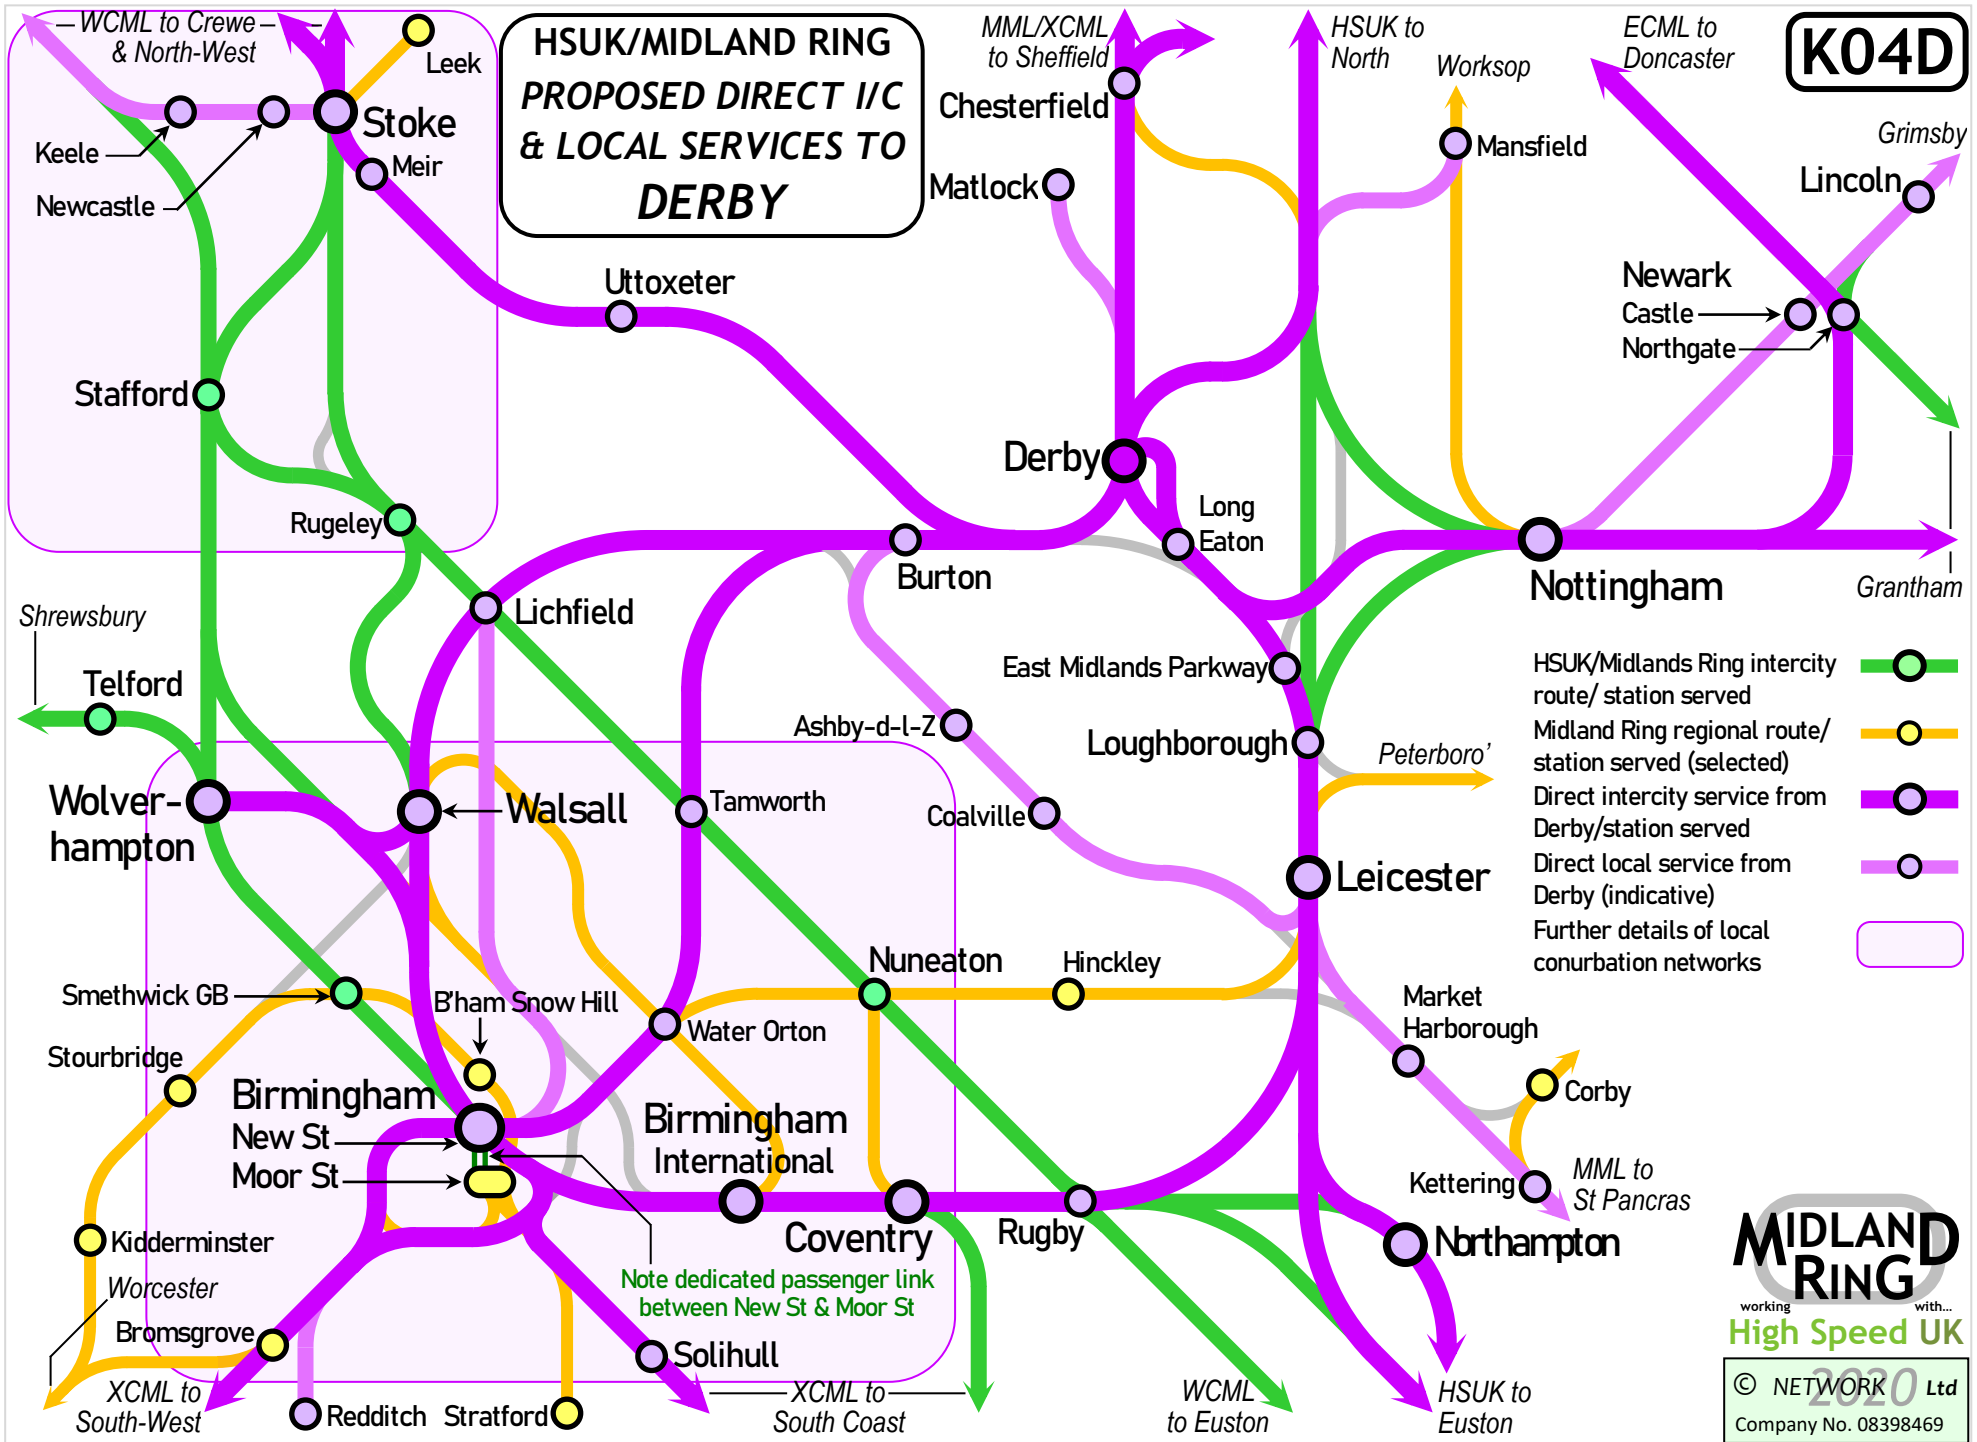 WCML to Crewe
& North-West
Leek
Stoke
Keele
Newcastle
Meir
HSUK/MIDLAND RING
PROPOSED DIRECT I/C
& LOCAL SERVICES TO
DERBY
MML/XCML
to Sheffield
Chesterfield
Matlock
HSUK to
North
Worksop
Mansfield
ECML to
Doncaster
K04D
Grimsby
Lincoln
Newark
Castle
Northgate
Uttoxeter
Stafford
Derby
Long
Eaton
Rugeley
Burton
Nottingham
Grantham
Lichfield
Shrewsbury
Telford
East Midlands Parkway
Ashby-d-l-Z
Loughborough
Peterboro'
HSUK/Midlands Ring intercity
route/ station served
Midland Ring regional route/
station served (selected)
Direct intercity service from
Derby/station served
Direct local service from
Derby (indicative)
Further details of local
conurbation networks
Wolver-
hampton
Walsall
Tamworth
Coalville
Leicester
Nuneaton
Hinckley
Smethwick GB
B'ham Snow Hill
Water Orton
Market
Harborough
Stourbridge
Corby
Birmingham
New St
Moor St
Birmingham
International
Coventry
Rugby
Kettering
MML to
St Pancras
Northampton
Kidderminster
Worcester
Note dedicated passenger link
between New St & Moor St
Bromsgrove
Solihull
XCML to
South-West
Redditch
Stratford
XCML to
South Coast
WCML
to Euston
HSUK to
Euston
MIDLAND
RING
working with...
High Speed UK
© NETWORK 2020 Ltd
Company No. 08398469